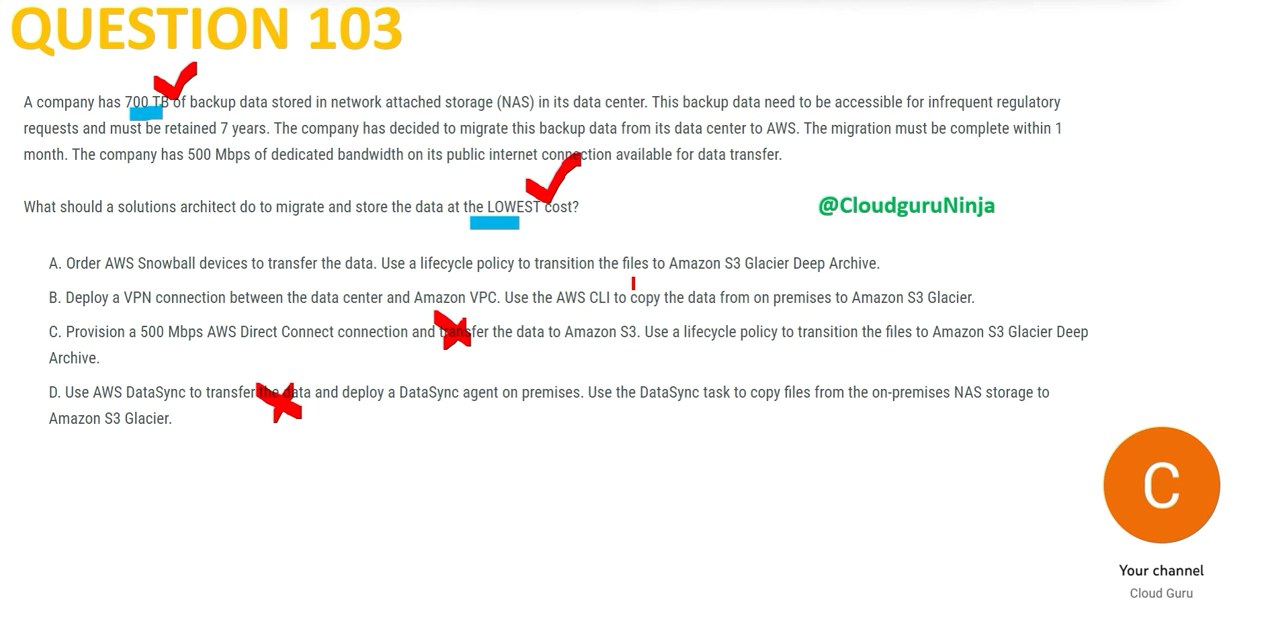 QUESTION 103
A company has 700 TB of backup data stored in network attached storage (NAS) in its data center. This backup data need to be accessible for infrequent regulatory
requests and must be retained 7 years. The company has decided to migrate this backup data from its data center to AWS. The migration must be complete within 1
month. The company has 500 Mbps of dedicated bandwidth on its public internet connection available for data transfer.
What should a solutions architect do to migrate and store the data at the LOWEST cost?
@CloudguruNinja
A. Order AWS Snowball devices to transfer the data. Use a lifecycle policy to transition the files to Amazon S3 Glacier Deep Archive.
B. Deploy a VPN connection between the data center and Amazon VPC. Use the AWS CLI to copy the data from on premises to Amazon S3 Glacier.
C. Provision a 500 Mbps AWS Direct Connect connection and transfer the data to Amazon S3. Use a lifecycle policy to transition the files to Amazon S3 Glacier Deep
Archive.
D. Use AWS DataSync to transfer the data and deploy a DataSync agent on premises. Use the DataSync task to copy files from the on-premises NAS storage to
Amazon S3 Glacier.
C
Your channel
Cloud Guru